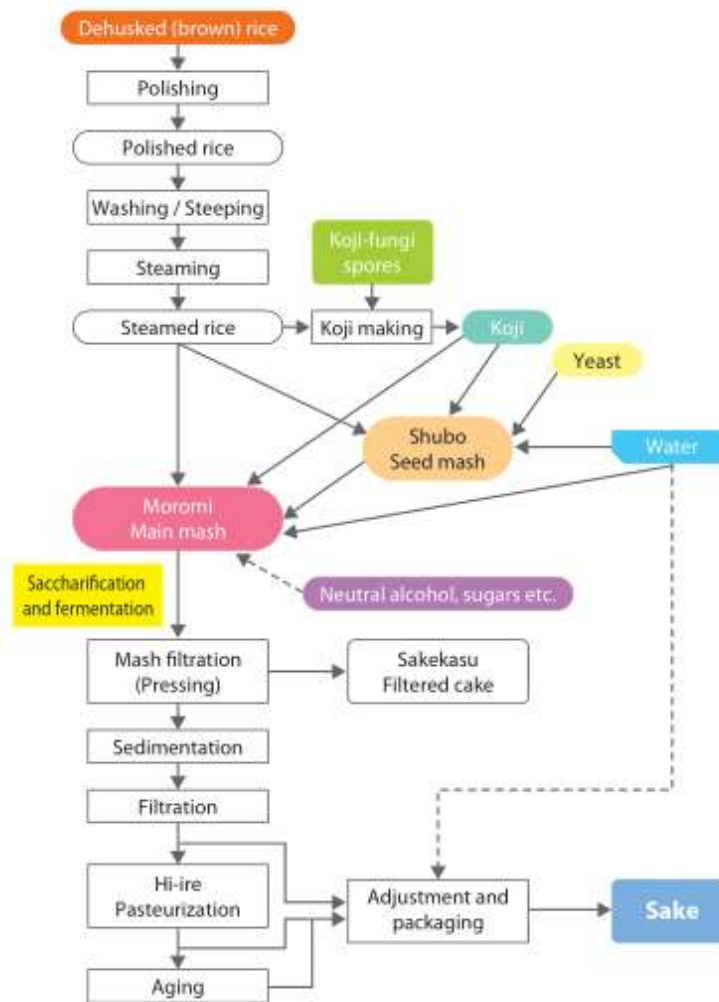 Dehusked (brown) rice
Polishing
Polished rice
Washing / Steeping
Steaming
Koji-fungi
spores
Steamed rice
Koji making
Koji
Yeast
Shubo
Seed mash
Water
Moromi
Main mash
Saccharification
and fermentation
Neutral alcohol, sugars etc.
Mash filtration
(Pressing)
Sakekasu
Filtered cake
Sedimentation
Filtration
Hi-ire
Pasteurization
Adjustment and
packaging
Sake
Aging